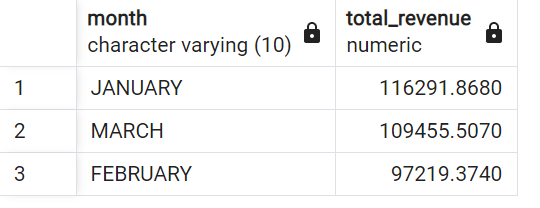 month total_revenue
character varying (10) numeric
1 JANUARY 116291.8680
2 MARCH 109455.5070
3 FEBRUARY 97219.3740